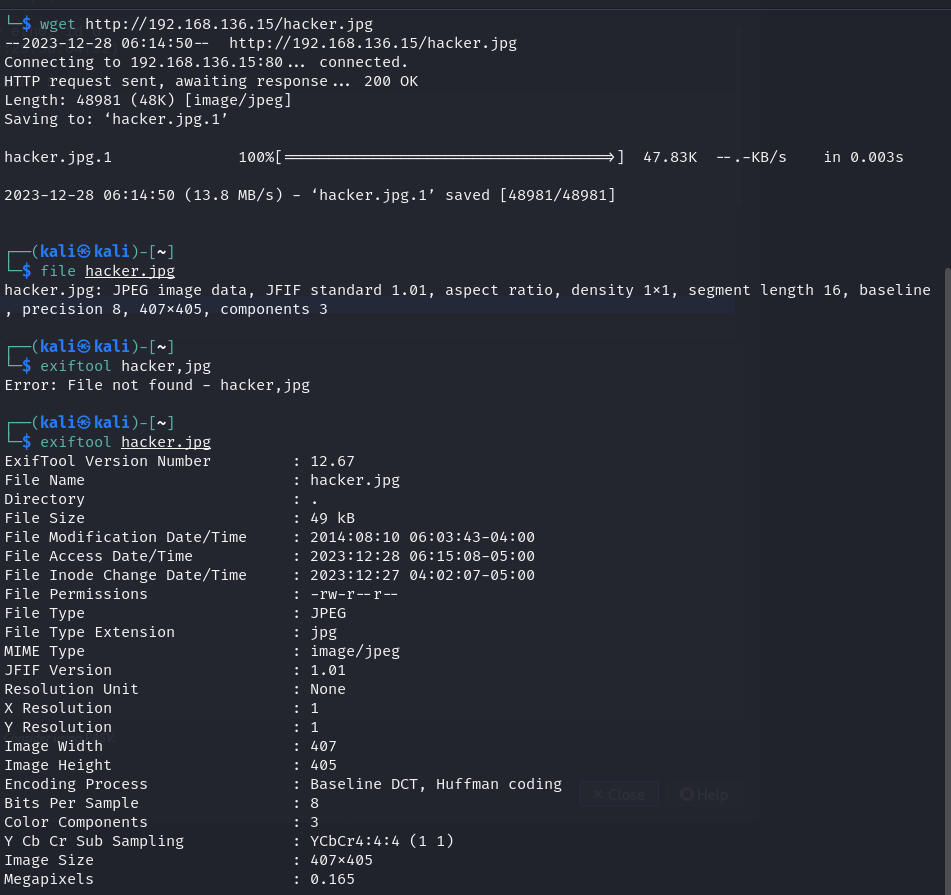 └─$ wget http://192.168.136.15/hacker.jpg
--2023-12-28 06:14:50--  http://192.168.136.15/hacker.jpg
Connecting to 192.168.136.15:80... connected.
HTTP request sent, awaiting response... 200 OK
Length: 48981 (48K) [image/jpeg]
Saving to: ‘hacker.jpg.1’
hacker.jpg.1              100%[=====================================>]  47.83K  --.-KB/s    in 0.003s
2023-12-28 06:14:50 (13.8 MB/s) - ‘hacker.jpg.1’ saved [48981/48981]
┌──(kali㉿kali)-[~]
└─$ file hacker.jpg
hacker.jpg: JPEG image data, JFIF standard 1.01, aspect ratio, density 1×1, segment length 16, baseline
, precision 8, 407×405, components 3
┌──(kali㉿kali)-[~]
└─$ exiftool hacker,jpg
Error: File not found - hacker,jpg
┌──(kali㉿kali)-[~]
└─$ exiftool hacker.jpg
ExifTool Version Number         : 12.67
File Name                       : hacker.jpg
Directory                       : .
File Size                       : 49 kB
File Modification Date/Time     : 2014:08:10 06:03:43-04:00
File Access Date/Time           : 2023:12:28 06:15:08-05:00
File Inode Change Date/Time     : 2023:12:27 04:02:07-05:00
File Permissions                : -rw-r--r--
File Type                       : JPEG
File Type Extension             : jpg
MIME Type                       : image/jpeg
JFIF Version                    : 1.01
Resolution Unit                 : None
X Resolution                    : 1
Y Resolution                    : 1
Image Width                     : 407
Image Height                    : 405
Encoding Process                : Baseline DCT, Huffman coding
Close Help
Bits Per Sample                 : 8
Color Components                : 3
Y Cb Cr Sub Sampling            : YCbCr4:4:4 (1 1)
Image Size                      : 407×405
Megapixels                      : 0.165